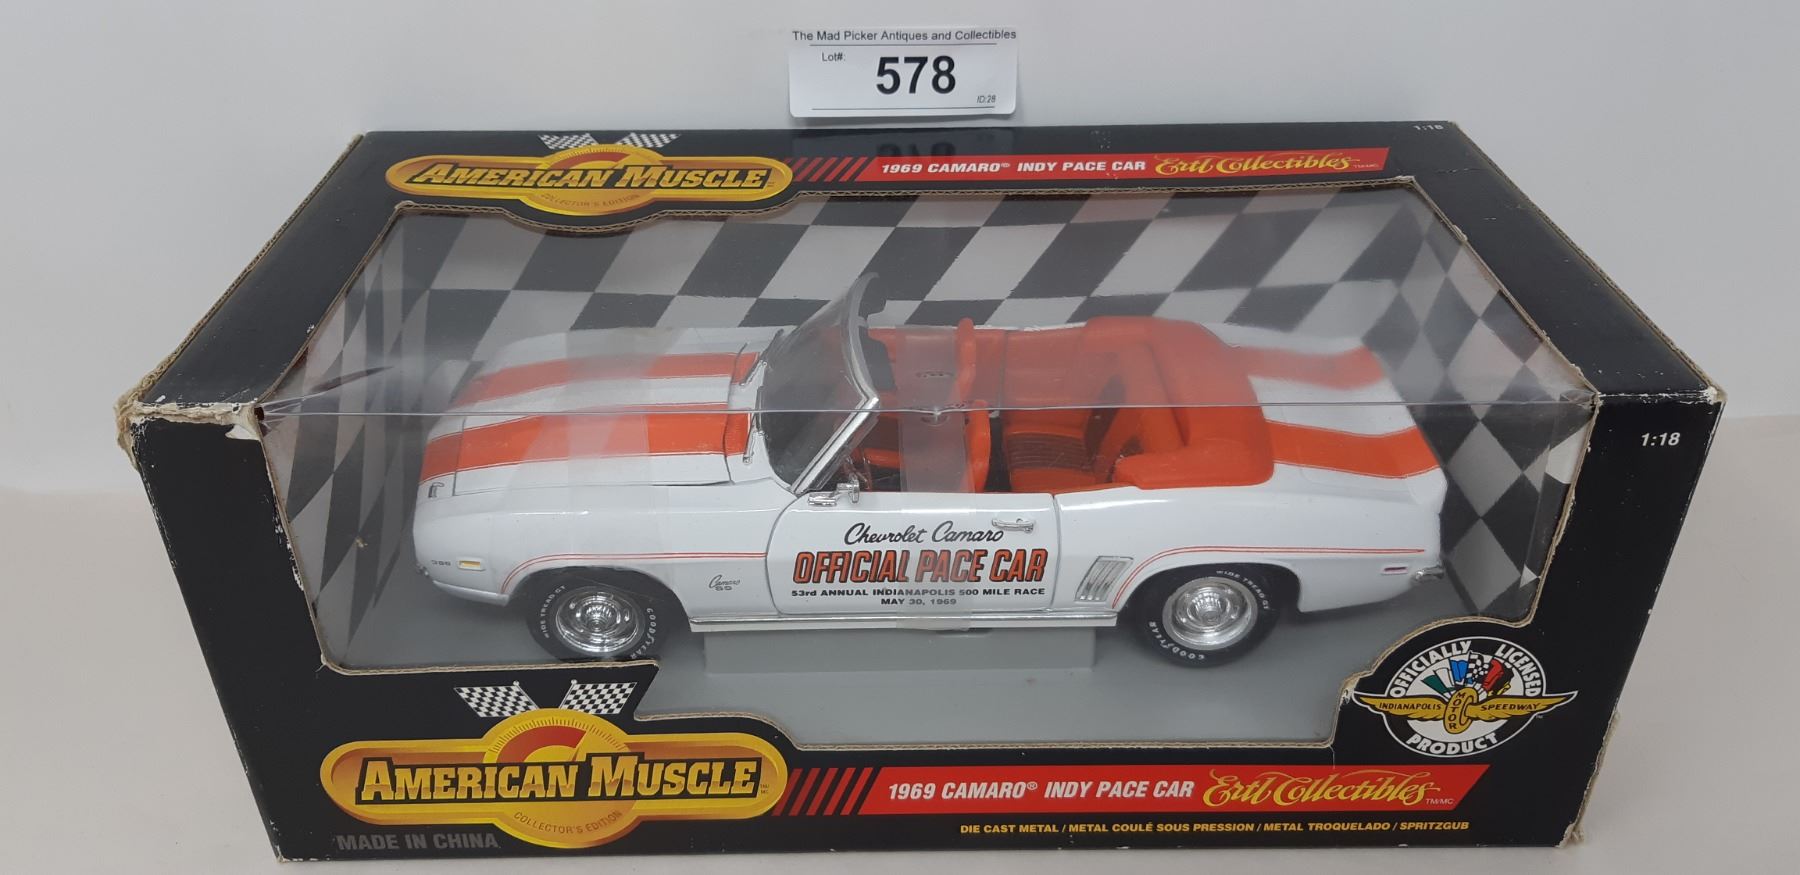 The Mad Picker Antiques and Collectibles
Lot#:
578
ID:28
1:18
AMERICAN MUSCLE
COLLECTOR'S EDITION
1969 CAMARO® INDY PACE CAR Ertl Collectibles TM/MC
1:18
Chevrolet Camaro
OFFICIAL PACE CAR
53rd ANNUAL INDIANAPOLIS 500 MILE RACE
MAY 30, 1969
Camaro
SS
WIDE TREAD GT
GOODYEAR
WIDE TREAD GT
GOODYEAR
OFFICIALLY LICENSED
INDIANAPOLIS MOTOR SPEEDWAY
PRODUCT
AMERICAN MUSCLE TM/MC
COLLECTOR'S EDITION
1969 CAMARO® INDY PACE CAR Ertl Collectibles TM/MC
MADE IN CHINA
DIE CAST METAL / METAL COULÉ SOUS PRESSION / METAL TROQUELADO / SPRITZGUB